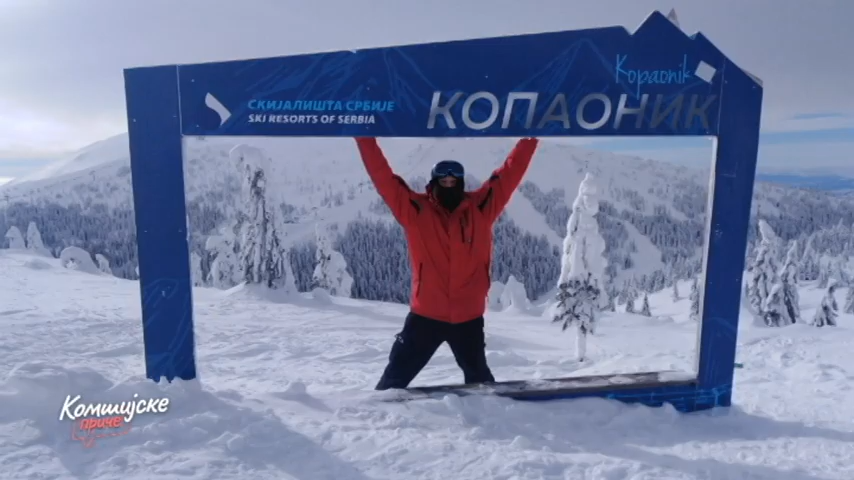 Kopaonik
СКИЈАЛИШТА СРБИЈЕ
SKI RESORTS OF SERBIA
КОПАОНИК
Комшијске
приче